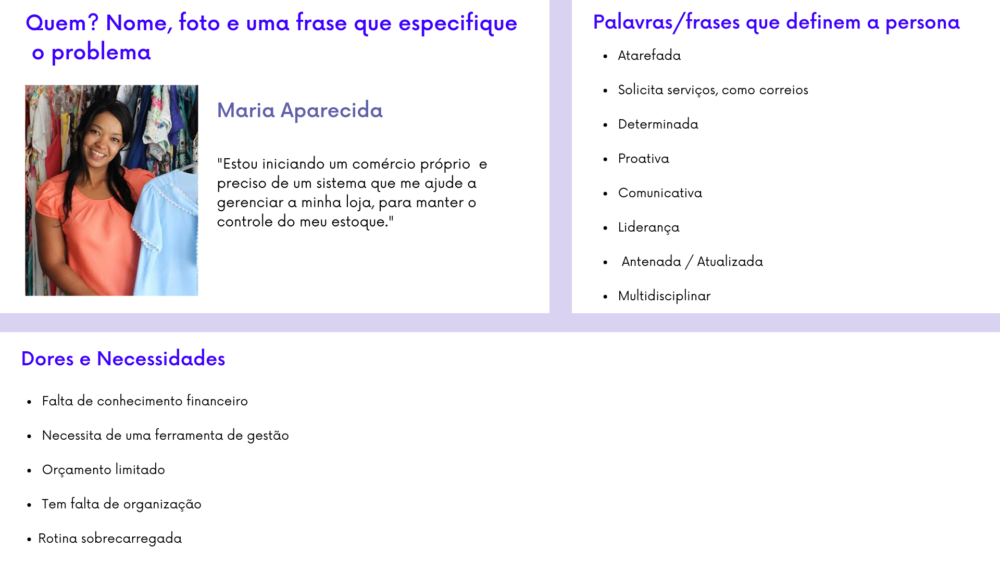 Quem? Nome, foto e uma frase que especifique
o problema
Maria Aparecida
"Estou iniciando um comércio próprio e
preciso de um sistema que me ajude a
gerenciar a minha loja, para manter o
controle do meu estoque."
Palavras/frases que definem a persona
• Atarefada
• Solicita serviços, como correios
• Determinada
• Proativa
• Comunicativa
• Liderança
• Antenada / Atualizada
• Multidisciplinar
Dores e Necessidades
• Falta de conhecimento financeiro
• Necessita de uma ferramenta de gestão
• Orçamento limitado
• Tem falta de organização
• Rotina sobrecarregada